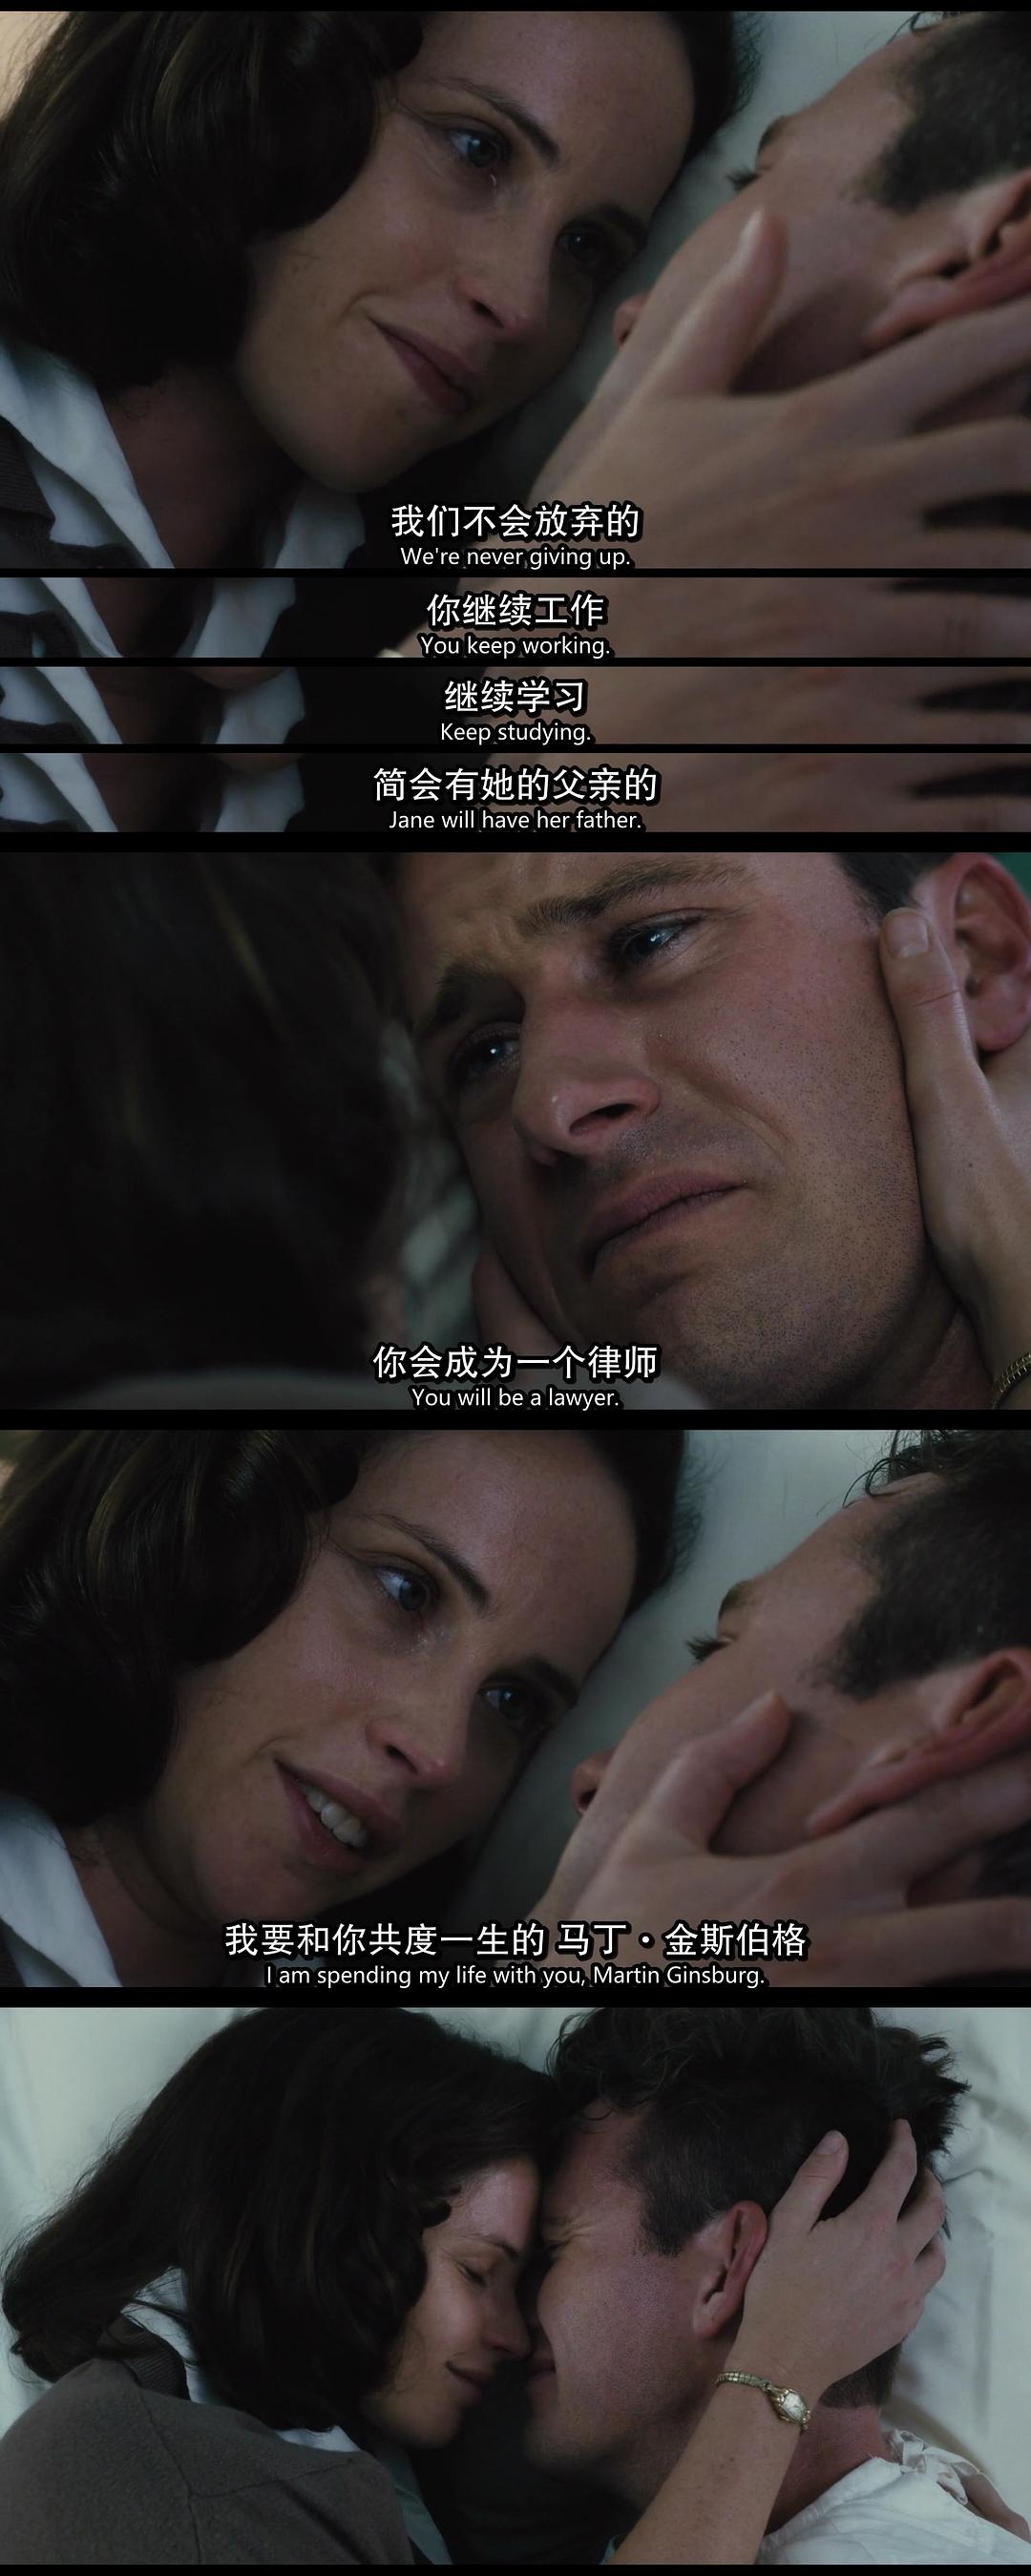 我们不会放弃的
We're never giving up.
你继续工作
You keep working.
继续学习
Keep studying.
简会有她的父亲的
Jane will have her father.
你会成为一个律师
You will be a lawyer.
我要和你共度一生的 马丁·金斯伯格
I am spending my life with you, Martin Ginsburg.